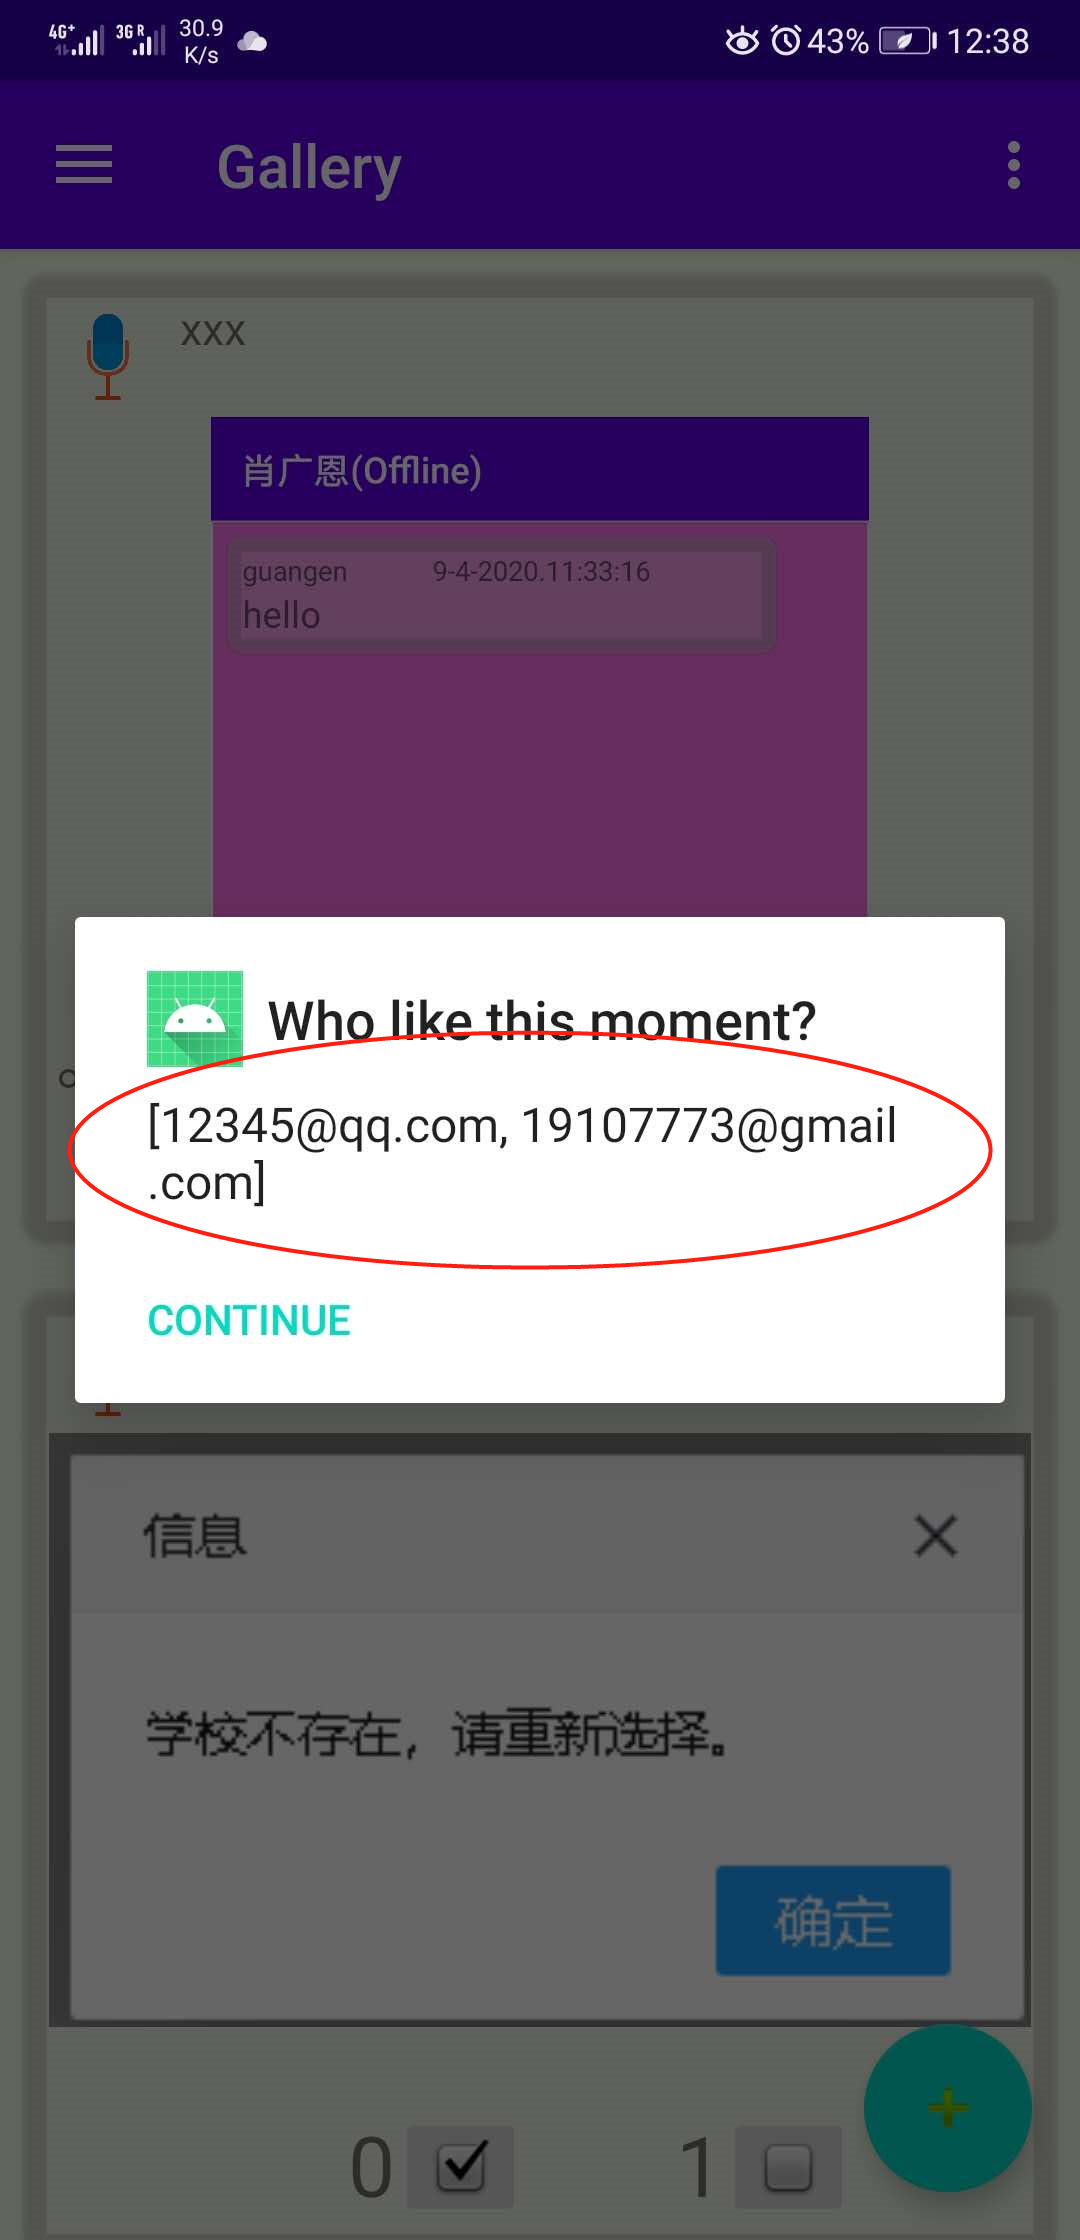 4G+ 3G R 30.9 K/s 43% 12:38
Gallery
xxx
肖广恩(Offline)
guangen 9-4-2020.11:33:16
hello
Who like this moment?
[12345@qq.com, 19107773@gmail
.com]
CONTINUE
信息
学校不存在，请重新选择。
确定
0 1
+